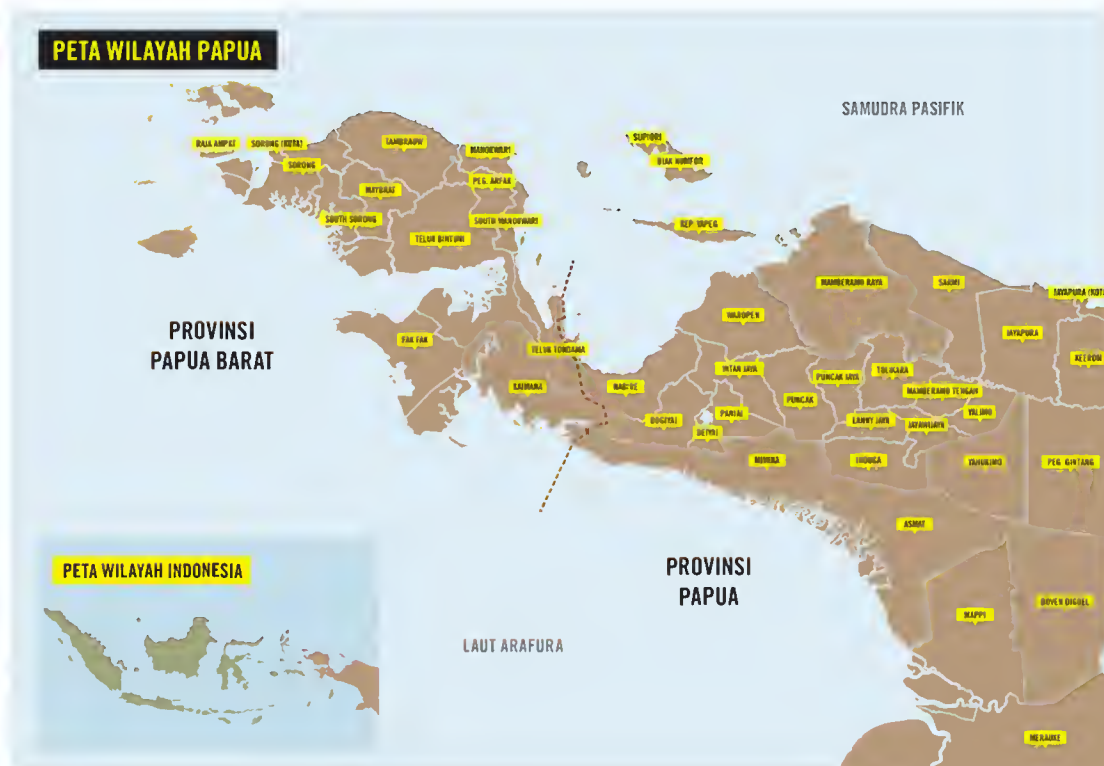 PETA WILAYAH PAPUA
SAMUDRA PASIFIK
RAJA AMPAT
SORONG (KOTA)
TAMBRAUW
MANOKWARI
SUPIORI
BIAK NUMFOR
SORONG
PEG. ARFAK
MAYBRAT
SOUTH SORONG
SOUTH MANOKWARI
KEP. YAPEN
TELUK BINTUNI
MAMBERAMO RAYA
SARMI
JAYAPURA (KOTA)
WAROPEN
JAYAPURA
PROVINSI
PAPUA BARAT
FAK FAK
TELUK WONDAMA
KEEROM
INTAN JAYA
PUNCAK JAYA
TOLIKARA
KAIMANA
NABIRE
PUNCAK
MAMBERAMO TENGAH
YALIMO
DOGIYAI
PANIAI
LANNY JAYA
JAYAWIJAYA
DEIYAI
MIMIKA
NDUGA
YAHUKIMO
PEG. BINTANG
ASMAT
PROVINSI
PAPUA
PETA WILAYAH INDONESIA
MAPPI
BOVEN DIGOEL
LAUT ARAFURA
MERAUKE